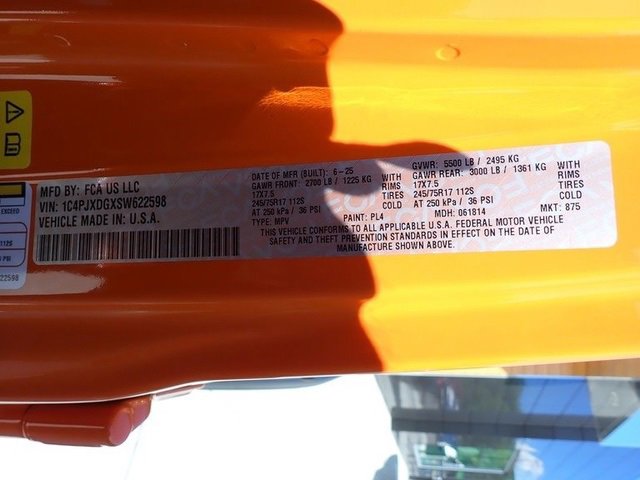 MFD BY: FCA US LLC
VIN: 1C4PJXDGXSW622598
VEHICLE MADE IN: U.S.A.
DATE OF MFR (BUILT): 6-25
GAWR FRONT: 2700 LB / 1225 KG WITH
17X7.5 RIMS
245/75R17 112S TIRES
AT 250 kPa / 36 PSI COLD
TYPE: MPV
PAINT: PL4
GVWR: 5500 LB / 2495 KG
GAWR REAR: 3000 LB / 1361 KG WITH
17X7.5 RIMS
245/75R17 112S TIRES
AT 250 kPa / 36 PSI COLD
MDH: 061814 MKT: 875
THIS VEHICLE CONFORMS TO ALL APPLICABLE U.S.A. FEDERAL MOTOR VEHICLE
SAFETY AND THEFT PREVENTION STANDARDS IN EFFECT ON THE DATE OF
MANUFACTURE SHOWN ABOVE.
EXCEED
112S
PSI
22598